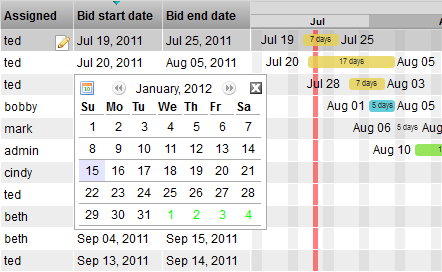 Assigned Bid start date Bid end date
Jul A
ted Jul 19, 2011 Jul 25, 2011 Jul 19 7 days Jul 25
ted Jul 20, 2011 Aug 05, 2011 Jul 20 17 days Aug 05
ted Jul 28 7 days Aug 03
bobby Aug 01 5 days Aug 05
mark Aug 06 5 days Aug
admin Aug 10
cindy
ted
beth
January, 2012
Su Mo Tu We Th Fr Sa
1 2 3 4 5 6 7
8 9 10 11 12 13 14
15 16 17 18 19 20 21
22 23 24 25 26 27 28
29 30 31 1 2 3 4
beth Sep 04, 2011 Sep 15, 2011
ted Sep 13, 2011 Sep 14, 2011